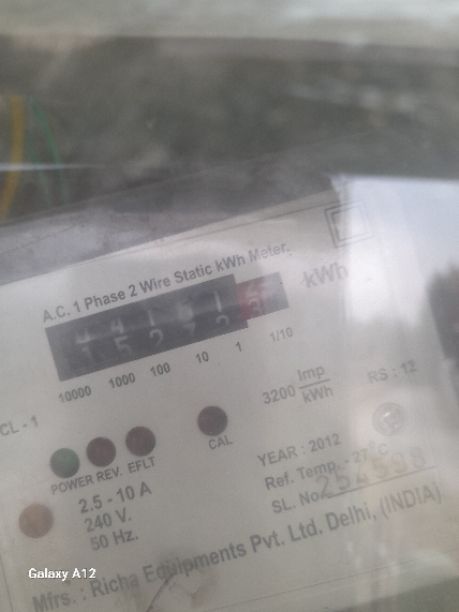 A.C. 1 Phase 2 Wire Static kWh Meter.
kWh
10000 1000 100 10 1 1/10
CL - 1
3200 Imp/kWh
RS : 12
CAL
POWER REV. EFLT
YEAR : 2012
2.5 - 10 A
Ref. Temp. - 27°C
240 V.
SL. No.
50 Hz.
Mfrs. : Richa Equipments Pvt. Ltd. Delhi, (INDIA)
Galaxy A12